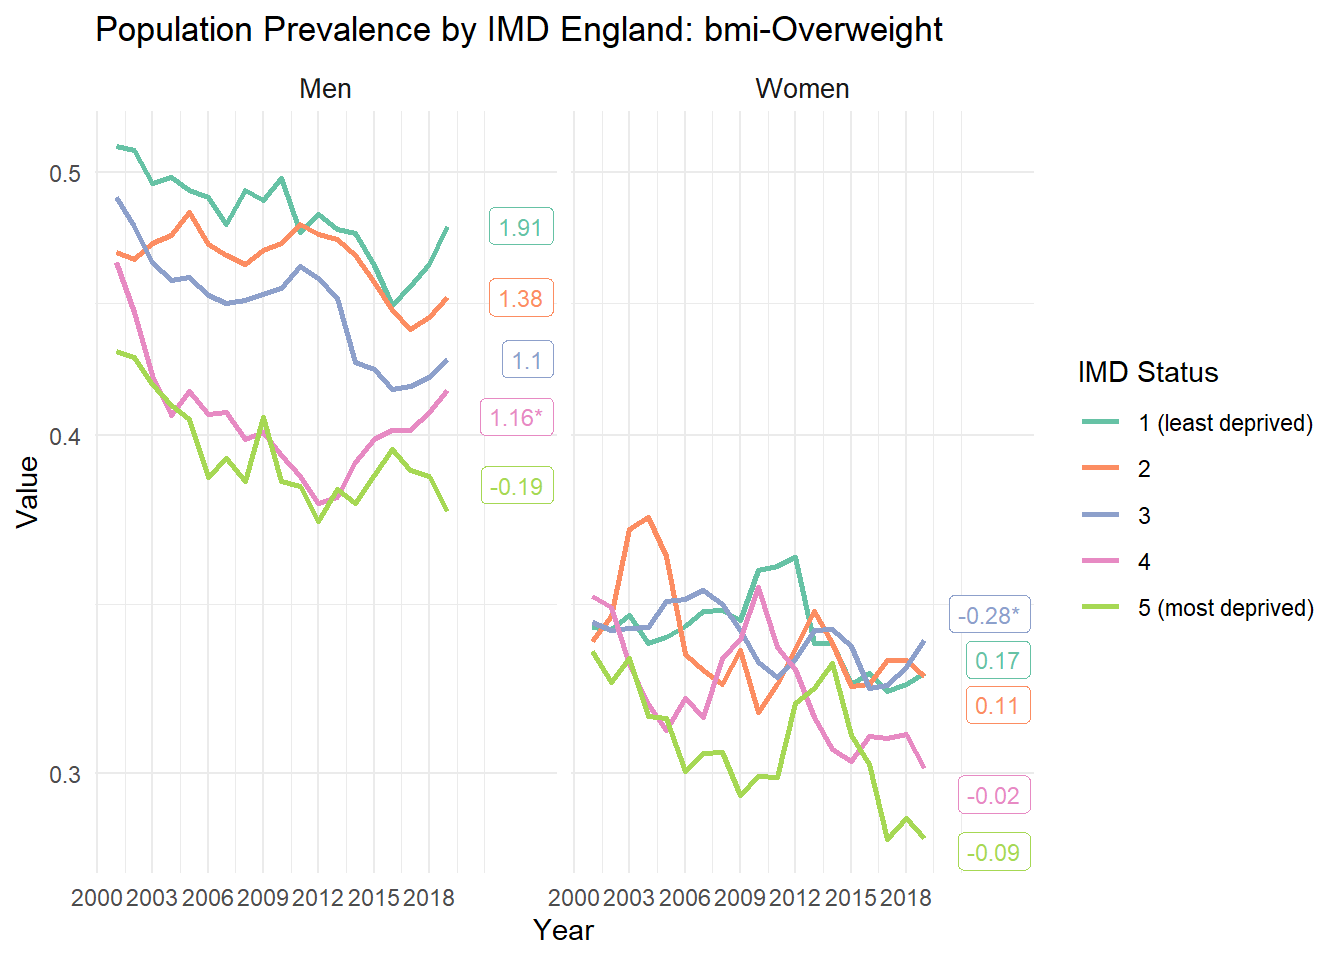 Population Prevalence by IMD England: bmi-Overweight
Men
Women
0.5
0.4
0.3
Value
1.91
1.38
1.1
1.16*
-0.19
-0.28*
0.17
0.11
-0.02
-0.09
2000 2003 2006 2009 2012 2015 2018
2000 2003 2006 2009 2012 2015 2018
Year
IMD Status
1 (least deprived)
2
3
4
5 (most deprived)